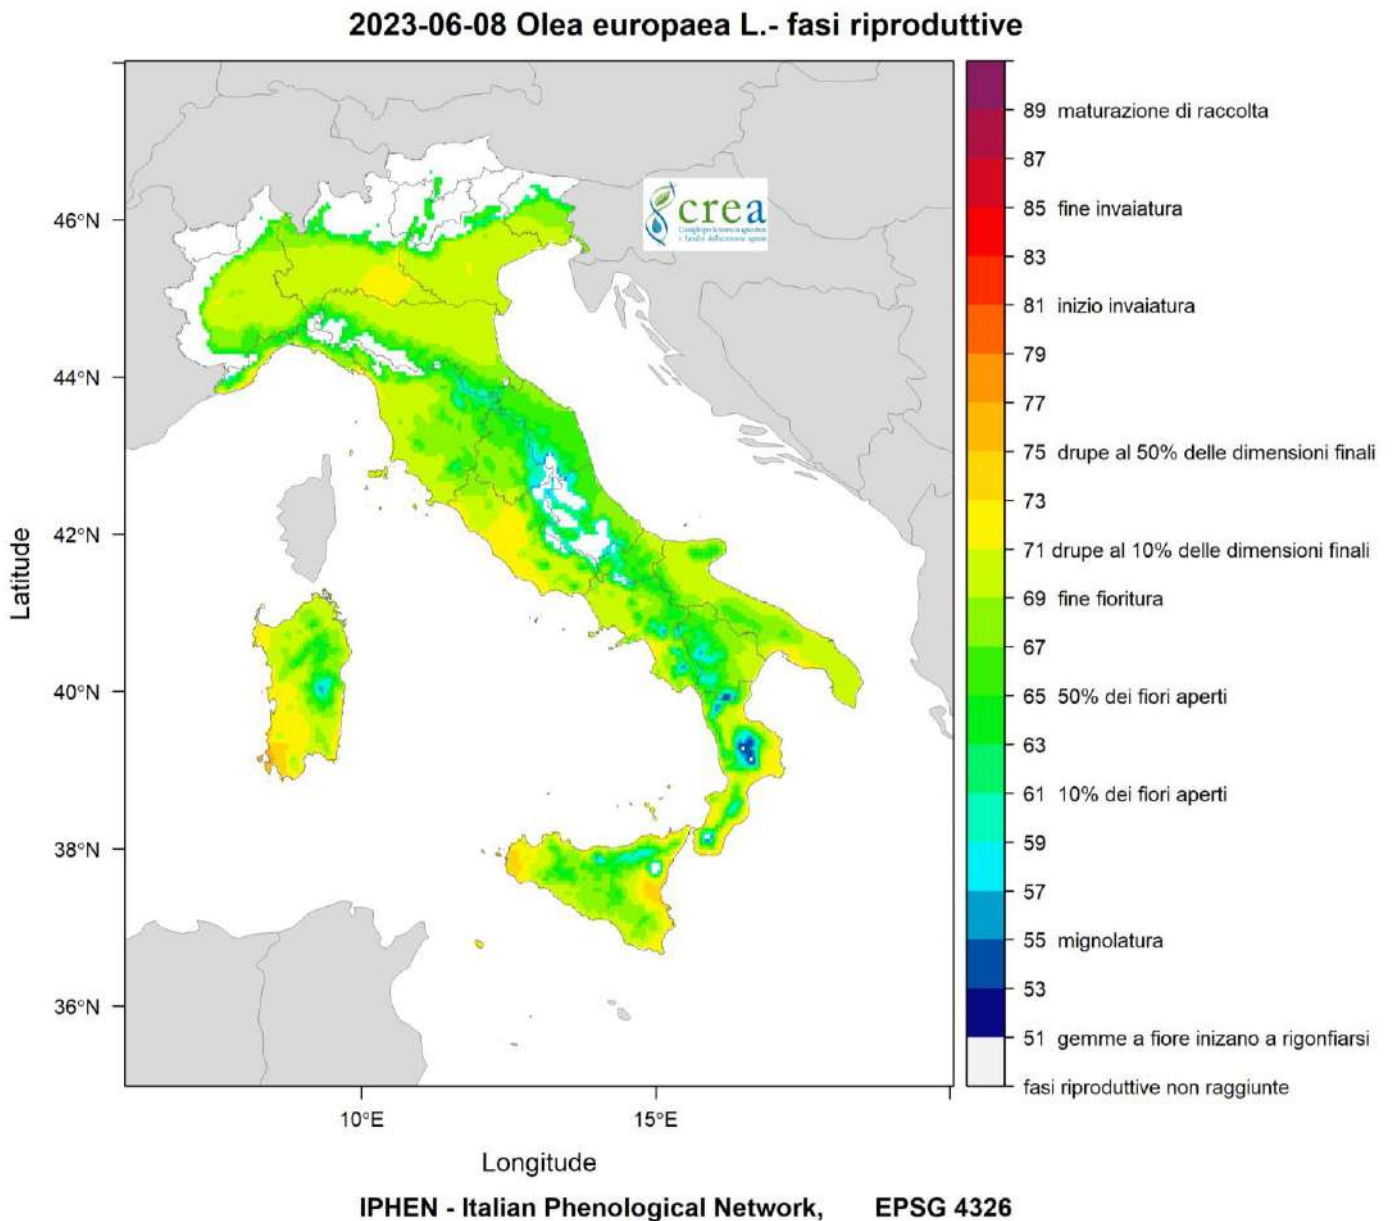 2023-06-08 Olea europaea L.- fasi riproduttive
crea
46°N
44°N
42°N
40°N
38°N
36°N
Latitude
10°E
15°E
Longitude
89 maturazione di raccolta
87
85 fine invaiatura
83
81 inizio invaiatura
79
77
75 drupe al 50% delle dimensioni finali
73
71 drupe al 10% delle dimensioni finali
69 fine fioritura
67
65 50% dei fiori aperti
63
61 10% dei fiori aperti
59
57
55 mignolatura
53
51 gemme a fiore inizano a rigonfiarsi
fasi riproduttive non raggiunte
IPHEN - Italian Phenological Network, EPSG 4326